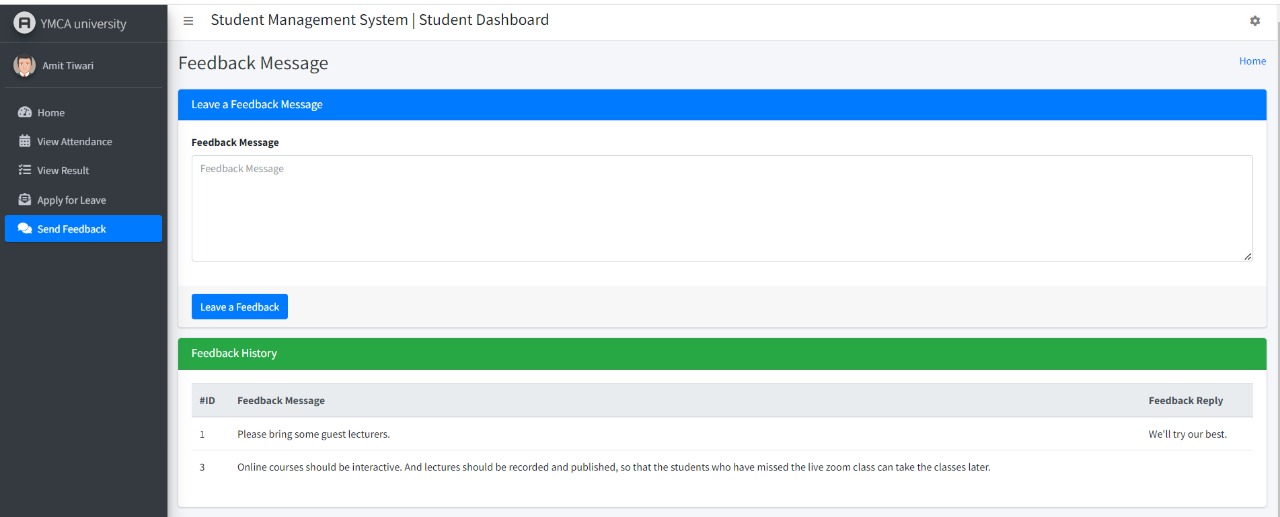 YMCA university
Student Management System | Student Dashboard
Amit Tiwari
Home
View Attendance
View Result
Apply for Leave
Send Feedback
Feedback Message
Home
Leave a Feedback Message
Feedback Message
Feedback Message
Leave a Feedback
Feedback History
#ID Feedback Message Feedback Reply
1 Please bring some guest lecturers. We'll try our best.
3 Online courses should be interactive. And lectures should be recorded and published, so that the students who have missed the live zoom class can take the classes later.